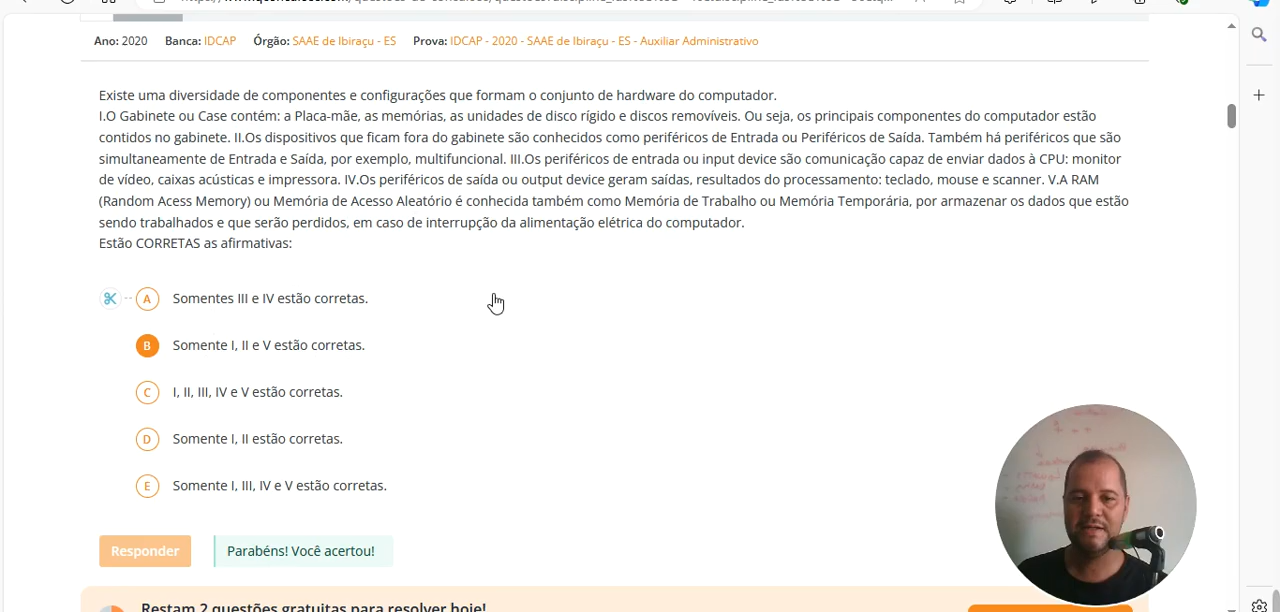 Ano: 2020 Banca: IDCAP Órgão: SAAE de Ibiraçu - ES Prova: IDCAP - 2020 - SAAE de Ibiraçu - ES - Auxiliar Administrativo
Existe uma diversidade de componentes e configurações que formam o conjunto de hardware do computador.
I.O Gabinete ou Case contém: a Placa-mãe, as memórias, as unidades de disco rígido e discos removíveis. Ou seja, os principais componentes do computador estão
contidos no gabinete. II.Os dispositivos que ficam fora do gabinete são conhecidos como periféricos de Entrada ou Periféricos de Saída. Também há periféricos que são
simultaneamente de Entrada e Saída, por exemplo, multifuncional. III.Os periféricos de entrada ou input device são comunicação capaz de enviar dados à CPU: monitor
de vídeo, caixas acústicas e impressora. IV.Os periféricos de saída ou output device geram saídas, resultados do processamento: teclado, mouse e scanner. V.A RAM
(Random Acess Memory) ou Memória de Acesso Aleatório é conhecida também como Memória de Trabalho ou Memória Temporária, por armazenar os dados que estão
sendo trabalhados e que serão perdidos, em caso de interrupção da alimentação elétrica do computador.
Estão CORRETAS as afirmativas:
A Somentes III e IV estão corretas.
B Somente I, II e V estão corretas.
C I, II, III, IV e V estão corretas.
D Somente I, II estão corretas.
E Somente I, III, IV e V estão corretas.
Responder Parabéns! Você acertou!
Restam 2 questões gratuitas para resolver hoje!